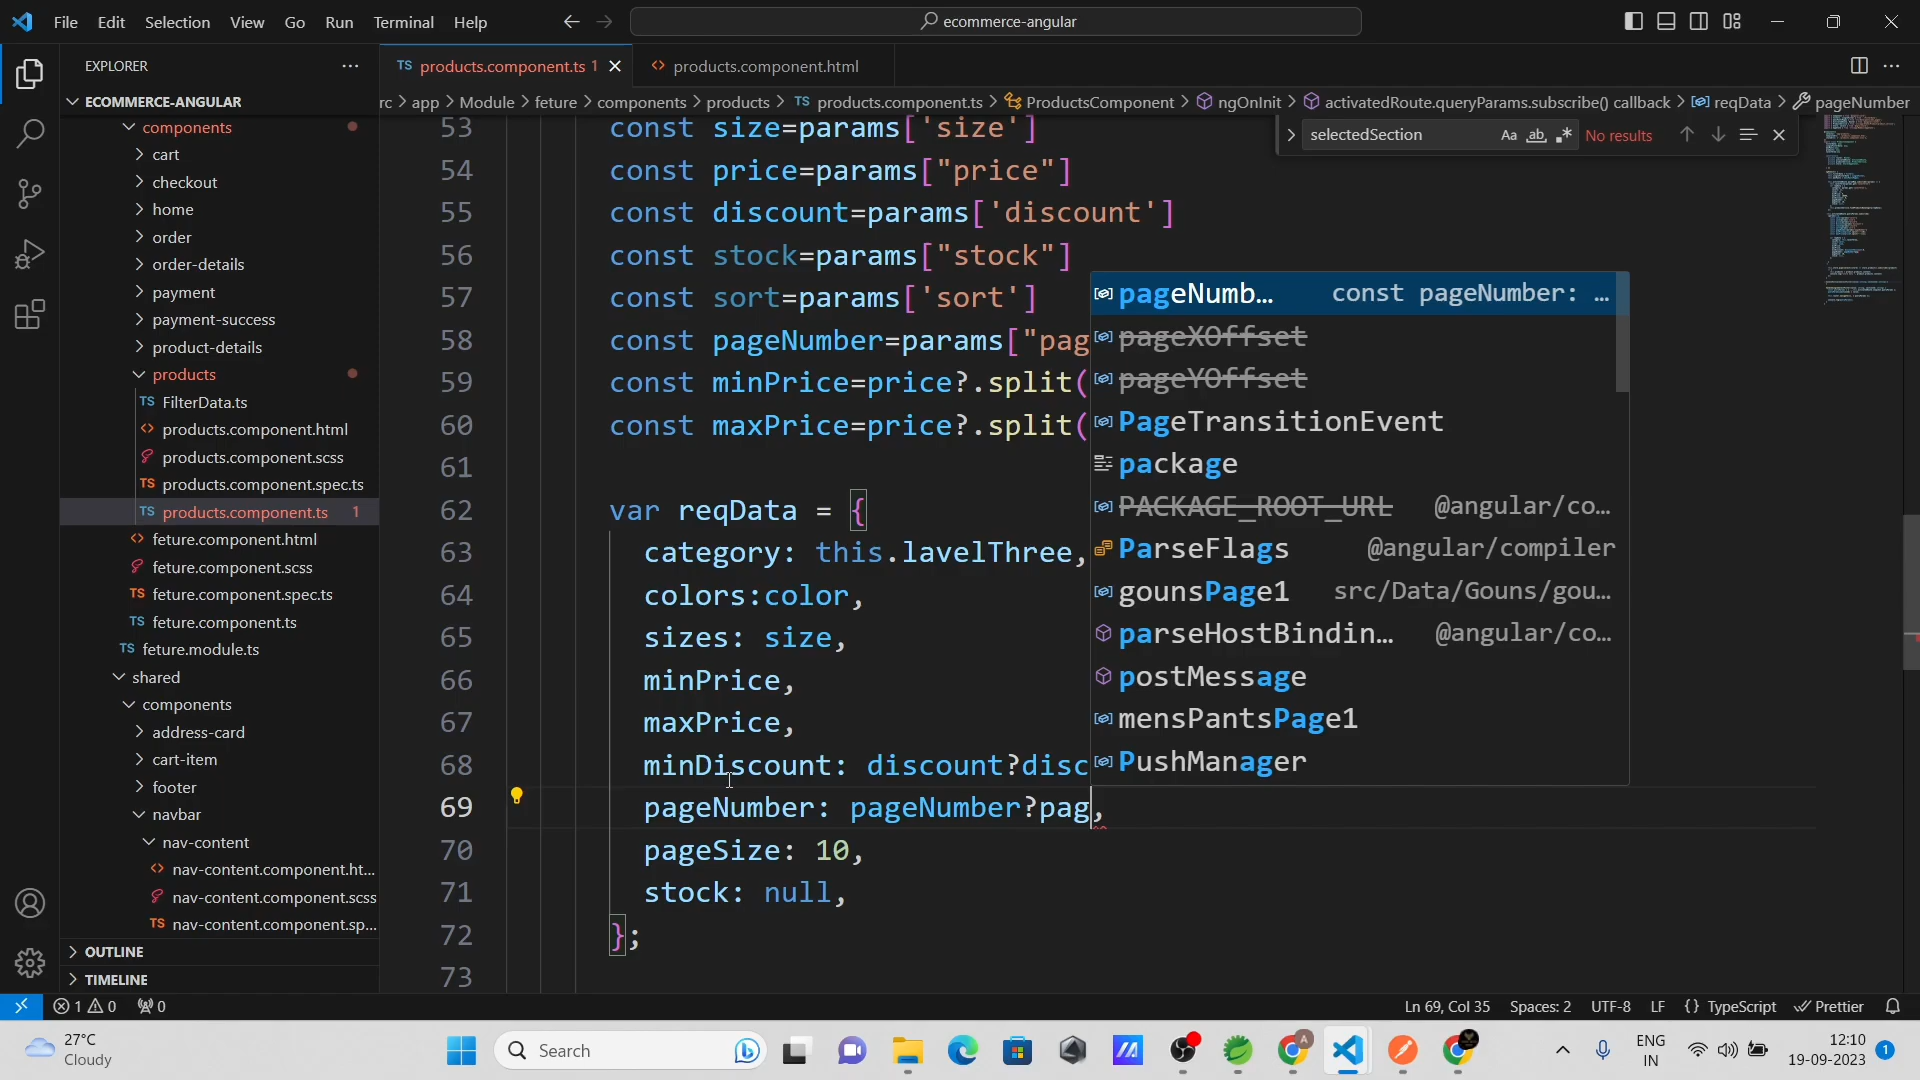 File Edit Selection View Go Run Terminal Help
ecommerce-angular
EXPLORER
TS products.component.ts 1
<> products.component.html
ECOMMERCE-ANGULAR
rc > app > Module > feture > components > products > TS products.component.ts > ProductsComponent > ngOnInit > activatedRoute.queryParams.subscribe() callback > reqData > pageNumber
selectedSection Aa ab No results
components
cart
checkout
home
order
order-details
payment
payment-success
product-details
products
TS FilterData.ts
<> products.component.html
products.component.scss
TS products.component.spec.ts
TS products.component.ts 1
<> feture.component.html
feture.component.scss
TS feture.component.spec.ts
TS feture.component.ts
TS feture.module.ts
shared
components
address-card
cart-item
footer
navbar
nav-content
<> nav-content.component.ht...
nav-content.component.scss
TS nav-content.component.sp...
OUTLINE
TIMELINE
53 const size=params['size']
54 const price=params["price"]
55 const discount=params['discount']
56 const stock=params["stock"]
57 const sort=params['sort']
58 const pageNumber=params["pag
59 const minPrice=price?.split(
60 const maxPrice=price?.split(
61
62 var reqData = {
63 category: this.lavelThree,
64 colors:color,
65 sizes: size,
66 minPrice,
67 maxPrice,
68 minDiscount: discount?disc
69 pageNumber: pageNumber?pag,
70 pageSize: 10,
71 stock: null,
72 };
73
pageNumb... const pageNumber: ...
pageXOffset
pageYOffset
PageTransitionEvent
package
PACKAGE_ROOT_URL @angular/co...
ParseFlags @angular/compiler
gounsPage1 src/Data/Gouns/gou...
parseHostBindin... @angular/co...
postMessage
mensPantsPage1
PushManager
1 0 0
Ln 69, Col 35 Spaces: 2 UTF-8 LF {} TypeScript Prettier
27°C
Cloudy
Search
ENG
IN
12:10
19-09-2023
1